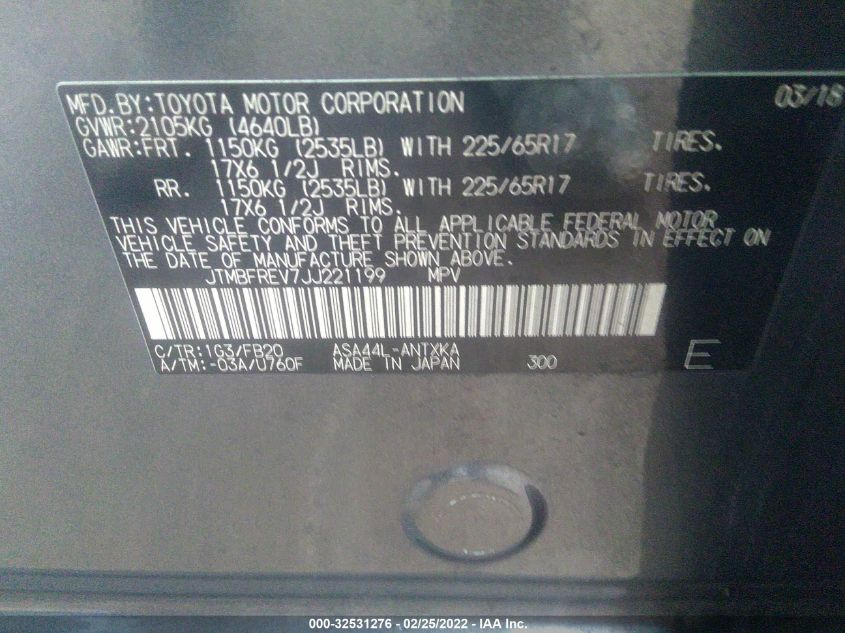 MFD.BY:TOYOTA MOTOR CORPORATION 03/18
GVWR:2105KG (4640LB)
GAWR:FRT. 1150KG (2535LB) WITH 225/65R17 TIRES.
17X6 1/2J RIMS.
RR. 1150KG (2535LB) WITH 225/65R17 TIRES.
17X6 1/2J RIMS.
THIS VEHICLE CONFORMS TO ALL APPLICABLE FEDERAL MOTOR
VEHICLE SAFETY AND THEFT PREVENTION STANDARDS IN EFFECT ON
THE DATE OF MANUFACTURE SHOWN ABOVE.
JTMBFREV7JJ221199 MPV
C/TR:1G3/FB20 ASA44L-ANTXKA
A/TM:-03A/U760F MADE IN JAPAN 300 E
000-32531276 - 02/25/2022 - IAA Inc.